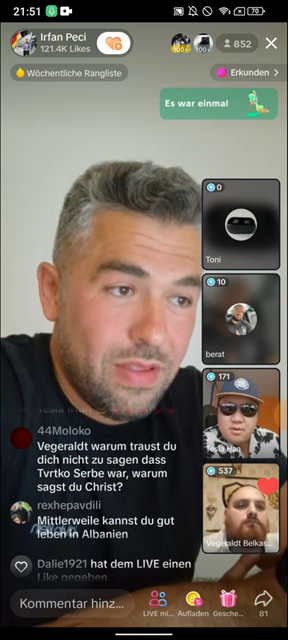 21:51
70
Irfan Peci
121.4K Likes
100+
100+
852
Wöchentliche Rangliste
Erkunden >
Es war einmal
0
Toni
10
berat
171
537
Vegeraldt Belkas...
44Moloko
Vegeraldt warum traust du
dich nicht zu sagen dass
Tvrtko Serbe war, warum
sagst du Christ?
rexhepavdili
Mittlerweile kannst du gut
leben in Albanien
Dalie1921 hat dem LIVE einen
Like gegeben
Kommentar hinz...
LIVE mi...
Aufladen
Gesche...
81